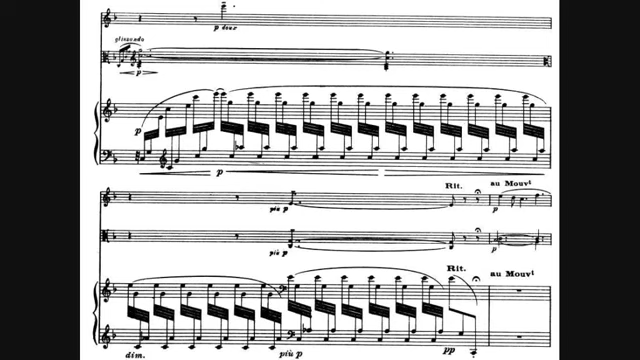 p doux
glissando
p
p
p
Rit. au Mouvt
più p
p
più p
p
Rit. au Mouvt
dim. più p pp